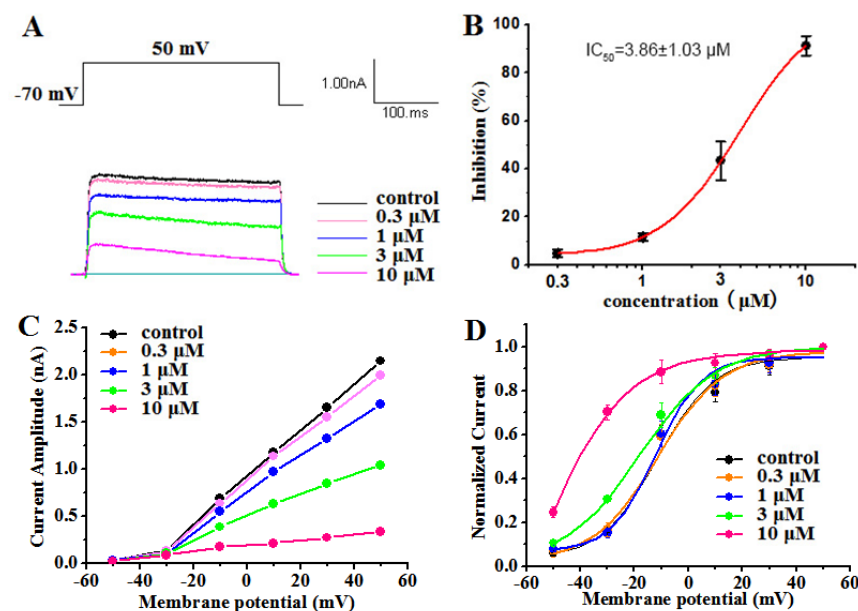 A
50 mV
-70 mV
1.00nA
100.ms
control
0.3 μM
1 μM
3 μM
10 μM
B
IC50=3.86±1.03 μM
100
80
60
40
20
0
Inhibition (%)
0.3
1
3
10
concentration ( μM)
C
control
0.3 μM
1 μM
3 μM
10 μM
2.5
2.0
1.5
1.0
0.5
0.0
Current Amplitude (nA)
-60
-40
-20
0
20
40
60
Membrane potential (mV)
D
1.0
0.8
0.6
0.4
0.2
0.0
Normalized Current
control
0.3 μM
1 μM
3 μM
10 μM
-60
-40
-20
0
20
40
60
Membrane potential (mV)